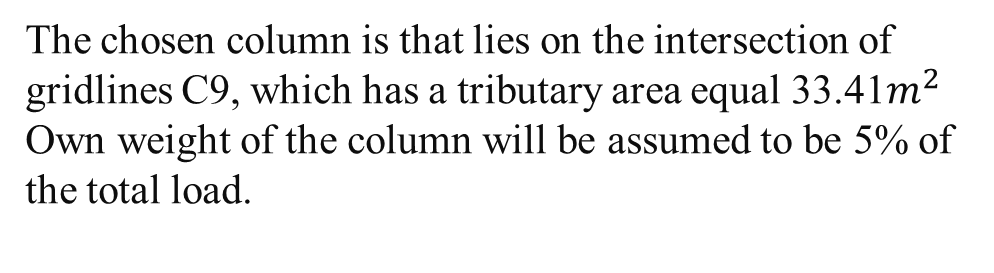 The chosen column is that lies on the intersection of
gridlines C9, which has a tributary area equal 33.41m²
Own weight of the column will be assumed to be 5% of
the total load.